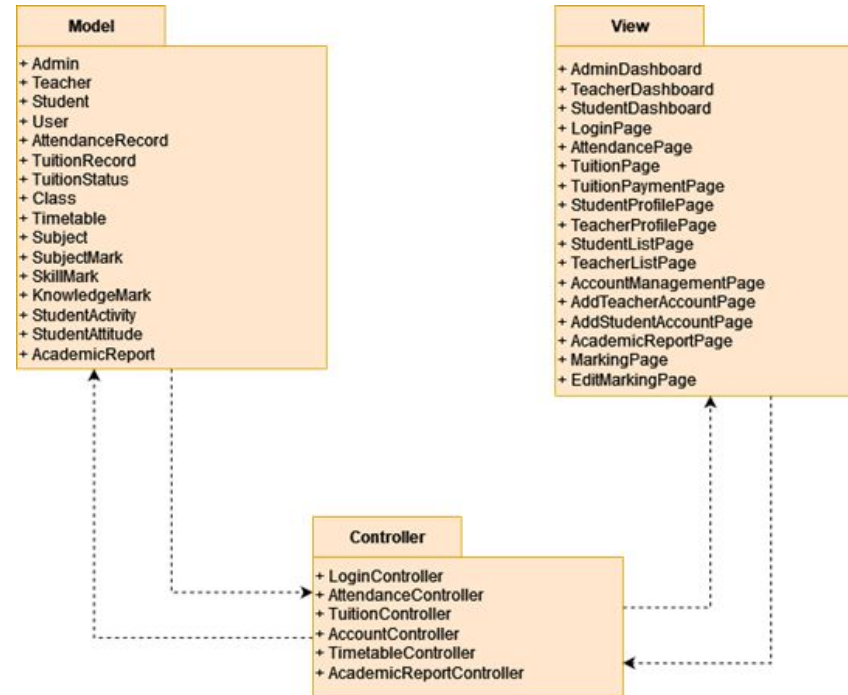 Model
+ Admin
+ Teacher
+ Student
+ User
+ AttendanceRecord
+ TuitionRecord
+ TuitionStatus
+ Class
+ Timetable
+ Subject
+ SubjectMark
+ SkillMark
+ KnowledgeMark
+ StudentActivity
+ StudentAttitude
+ AcademicReport
View
+ AdminDashboard
+ TeacherDashboard
+ StudentDashboard
+ LoginPage
+ AttendancePage
+ TuitionPage
+ TuitionPaymentPage
+ StudentProfilePage
+ TeacherProfilePage
+ StudentListPage
+ TeacherListPage
+ AccountManagementPage
+ AddTeacherAccountPage
+ AddStudentAccountPage
+ AcademicReportPage
+ MarkingPage
+ EditMarkingPage
Controller
+ LoginController
+ AttendanceController
+ TuitionController
+ AccountController
+ TimetableController
+ AcademicReportController